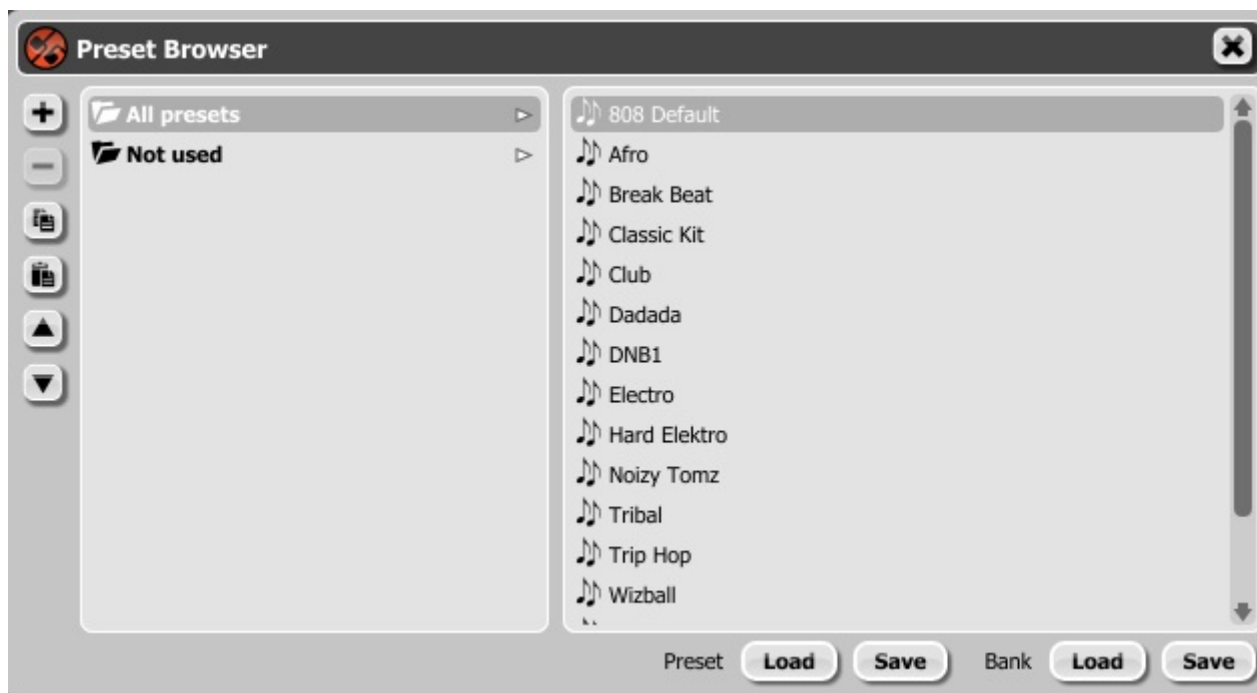 Preset Browser
All presets
Not used
808 Default
Afro
Break Beat
Classic Kit
Club
Dadada
DNB1
Electro
Hard Elektro
Noizy Tomz
Tribal
Trip Hop
Wizball
Preset Load Save Bank Load Save